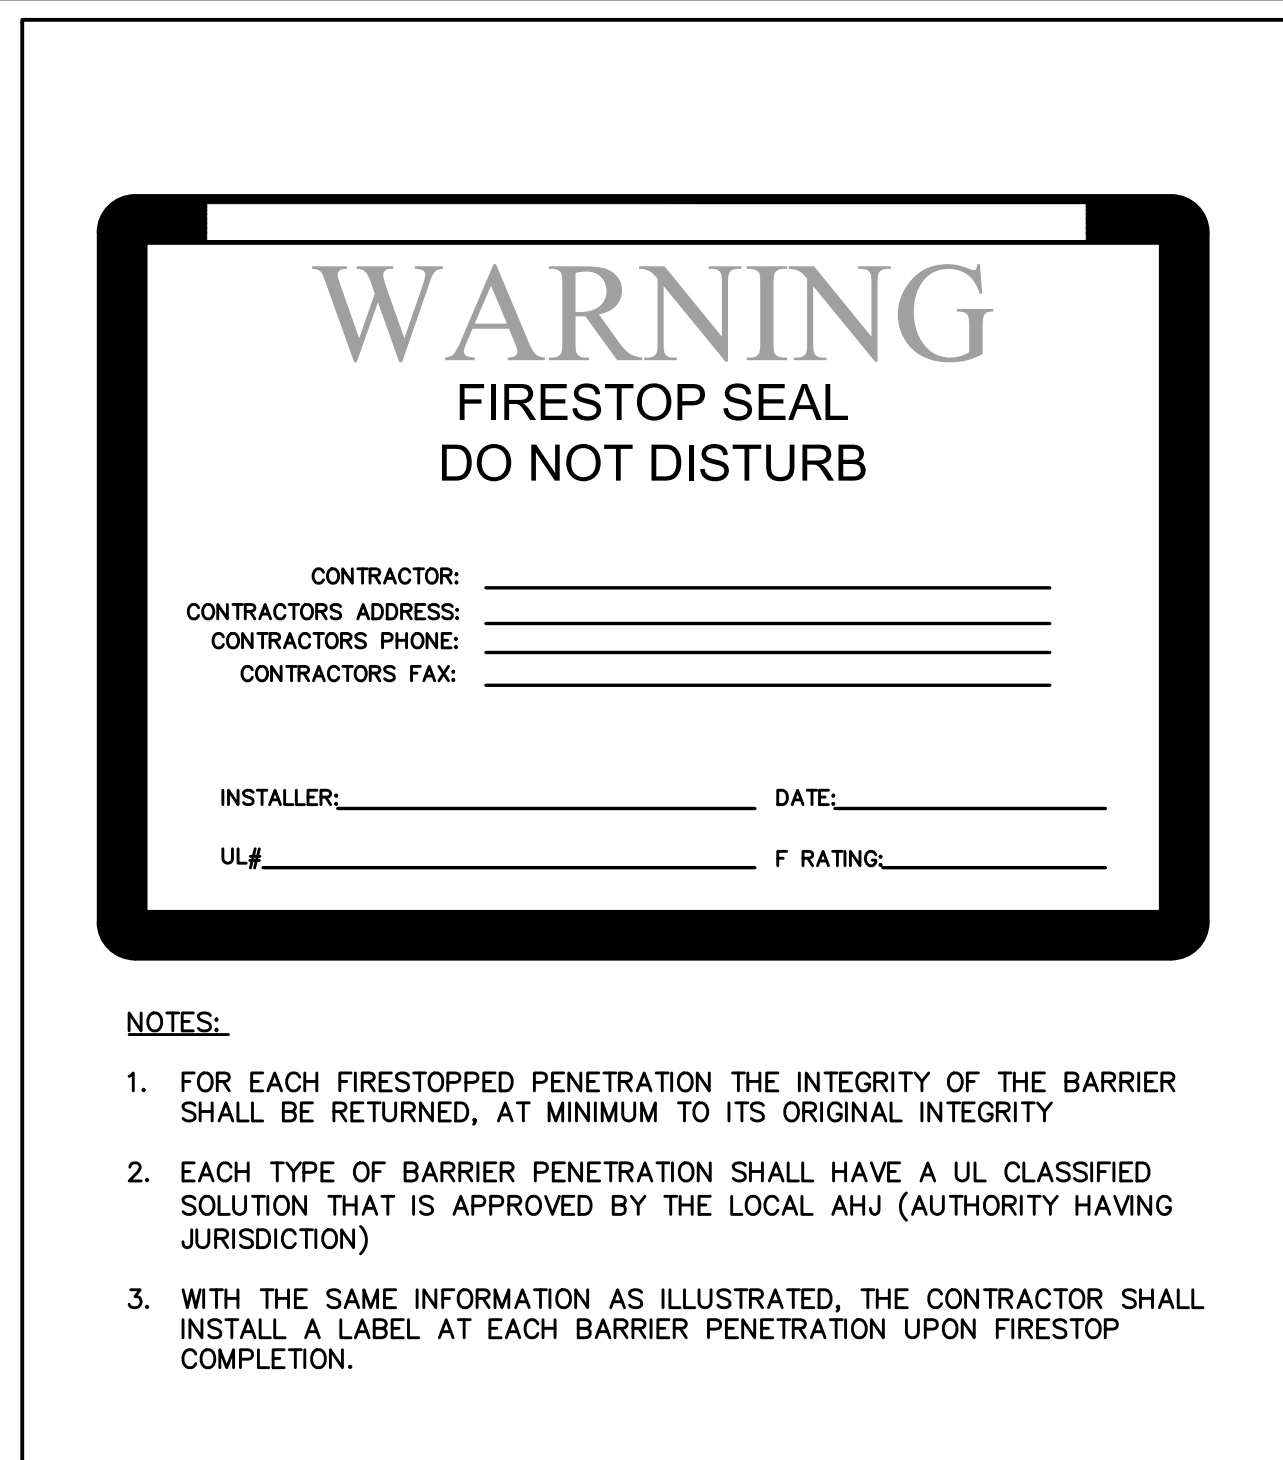 WARNING
FIRESTOP SEAL
DO NOT DISTURB
CONTRACTOR:
CONTRACTORS ADDRESS:
CONTRACTORS PHONE:
CONTRACTORS FAX:
INSTALLER: DATE:
UL# F RATING:
NOTES:
1. FOR EACH FIRESTOPPED PENETRATION THE INTEGRITY OF THE BARRIER
SHALL BE RETURNED, AT MINIMUM TO ITS ORIGINAL INTEGRITY
2. EACH TYPE OF BARRIER PENETRATION SHALL HAVE A UL CLASSIFIED
SOLUTION THAT IS APPROVED BY THE LOCAL AHJ (AUTHORITY HAVING
JURISDICTION)
3. WITH THE SAME INFORMATION AS ILLUSTRATED, THE CONTRACTOR SHALL
INSTALL A LABEL AT EACH BARRIER PENETRATION UPON FIRESTOP
COMPLETION.